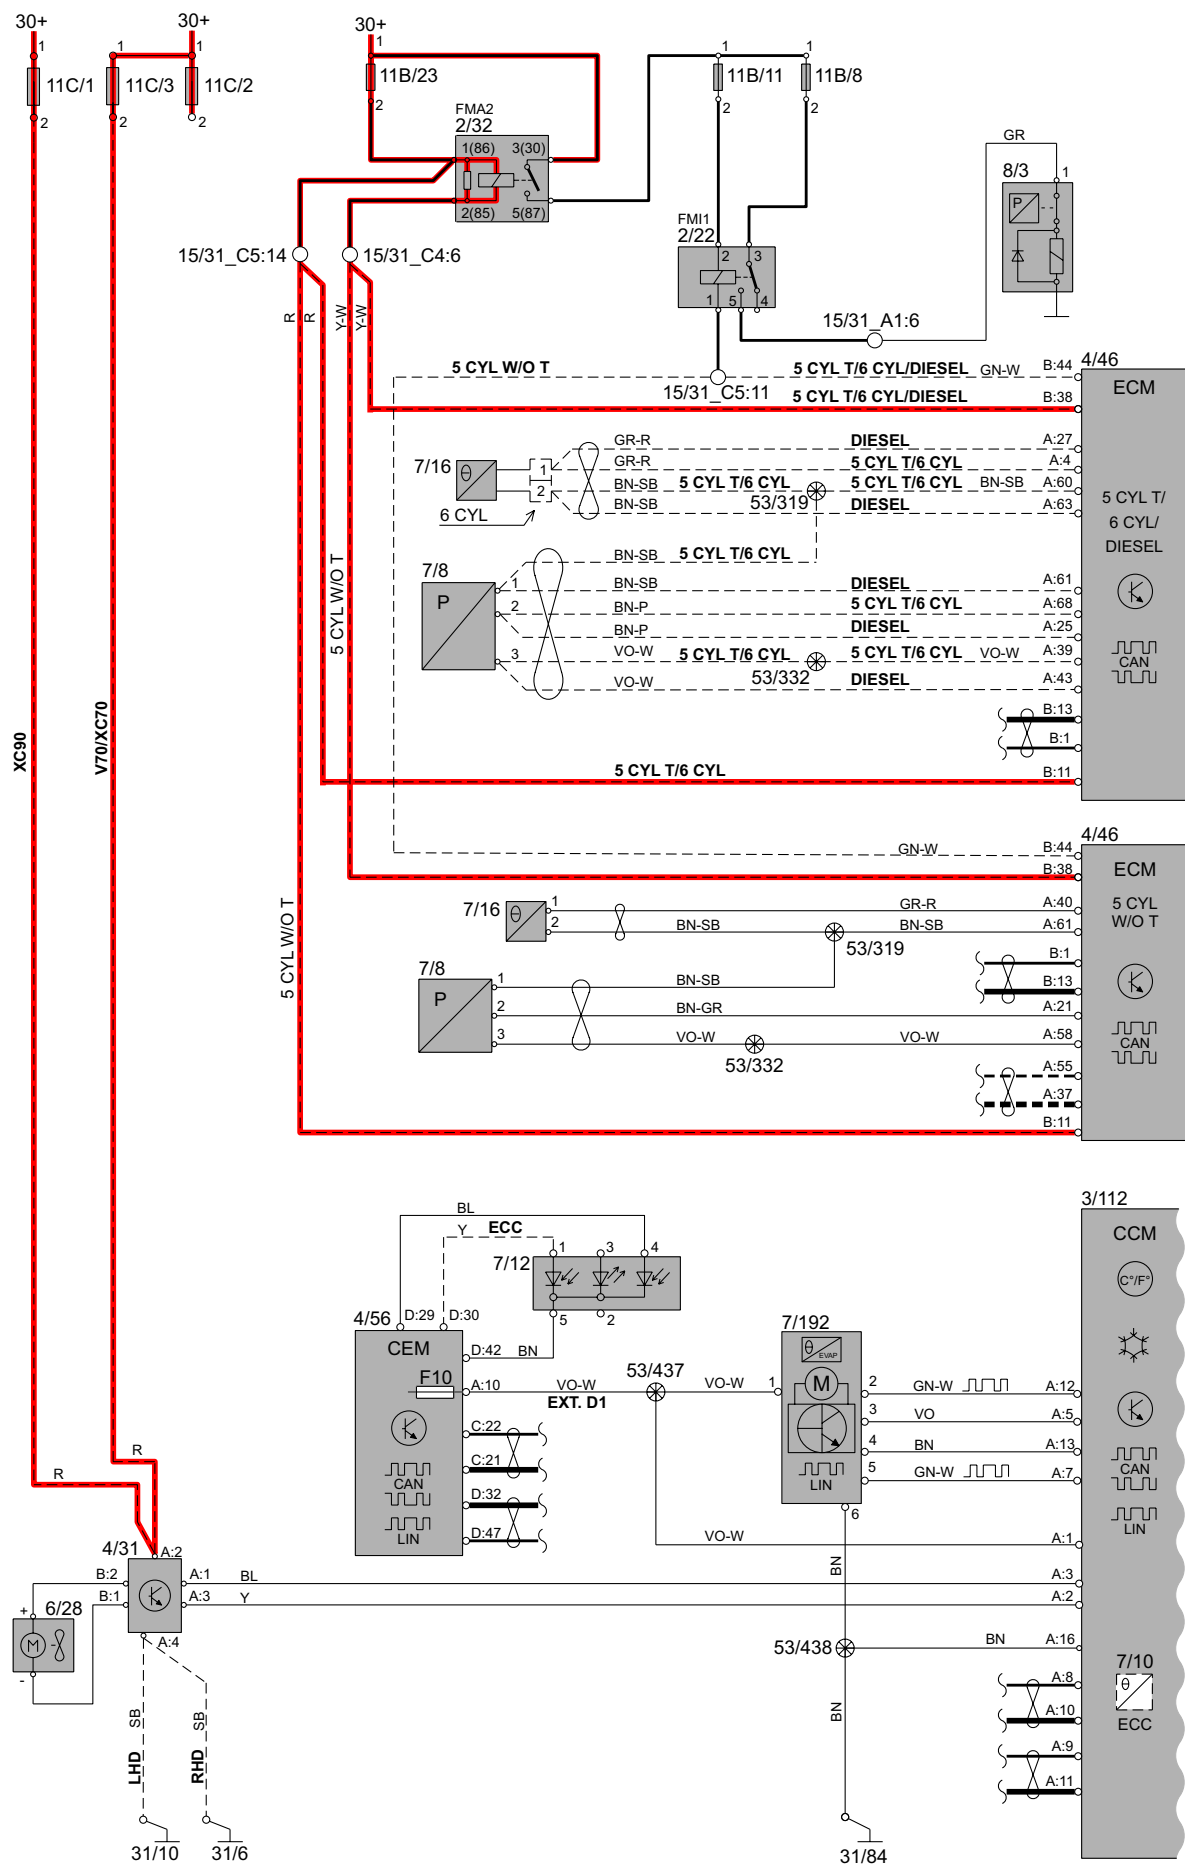 30+ 30+ 30+
1 1 1 1 1
11C/1 11C/3 11C/2 11B/23 11B/11 11B/8
2 2 2 2 2 2
FMA2
2/32
1(86) 3(30)
2(85) 5(87)
GR
8/3 1
P
FMI1
2/22
2 3
1 5 4
15/31_C5:14 15/31_C4:6
R R Y-W Y-W
15/31_A1:6
5 CYL W/O T 5 CYL T/6 CYL/DIESEL GN-W B:44
4/46
ECM
15/31_C5:11
5 CYL T/6 CYL/DIESEL B:38
GR-R DIESEL A:27
7/16 θ 1 GR-R 5 CYL T/6 CYL A:4
2 BN-SB 5 CYL T/6 CYL 5 CYL T/6 CYL BN-SB A:60
53/319
6 CYL BN-SB DIESEL A:63
5 CYL T/
6 CYL/
DIESEL
BN-SB 5 CYL T/6 CYL
7/8
P
1 BN-SB DIESEL A:61
2 BN-P 5 CYL T/6 CYL A:68
BN-P DIESEL A:25
3 VO-W 5 CYL T/6 CYL 5 CYL T/6 CYL VO-W A:39
53/332
VO-W DIESEL A:43
CAN
B:13
B:1
5 CYL T/6 CYL B:11
5 CYL W/O T
XC90
V70/XC70
5 CYL W/O T
4/46
GN-W B:44
B:38
ECM
5 CYL
W/O T
7/16 θ 1 GR-R A:40
2 BN-SB BN-SB A:61
53/319
B:1
7/8
P
1 BN-SB B:13
2 BN-GR A:21
3 VO-W VO-W A:58
53/332
CAN
A:55
A:37
B:11
3/112
CCM
C°/F°
BL
Y ECC
7/12 1 3 4
5 2
4/56 D:29 D:30
CEM
D:42 BN
F10
A:10 VO-W
EXT. D1
53/437
VO-W
C:22
C:21
CAN
D:32
LIN
D:47
7/192
θ EVAP
M
LIN
1
2 GN-W A:12
3 VO A:5
4 BN A:13
5 GN-W A:7
6
CAN
LIN
VO-W A:1
R R
4/31 A:2
B:2 A:1 BL A:3
B:1 A:3 Y A:2
A:4
6/28
+
M
-
BN
53/438
BN A:16
7/10
θ
ECC
A:8
A:10
A:9
A:11
BN
SB SB
LHD RHD
31/10 31/6
31/84